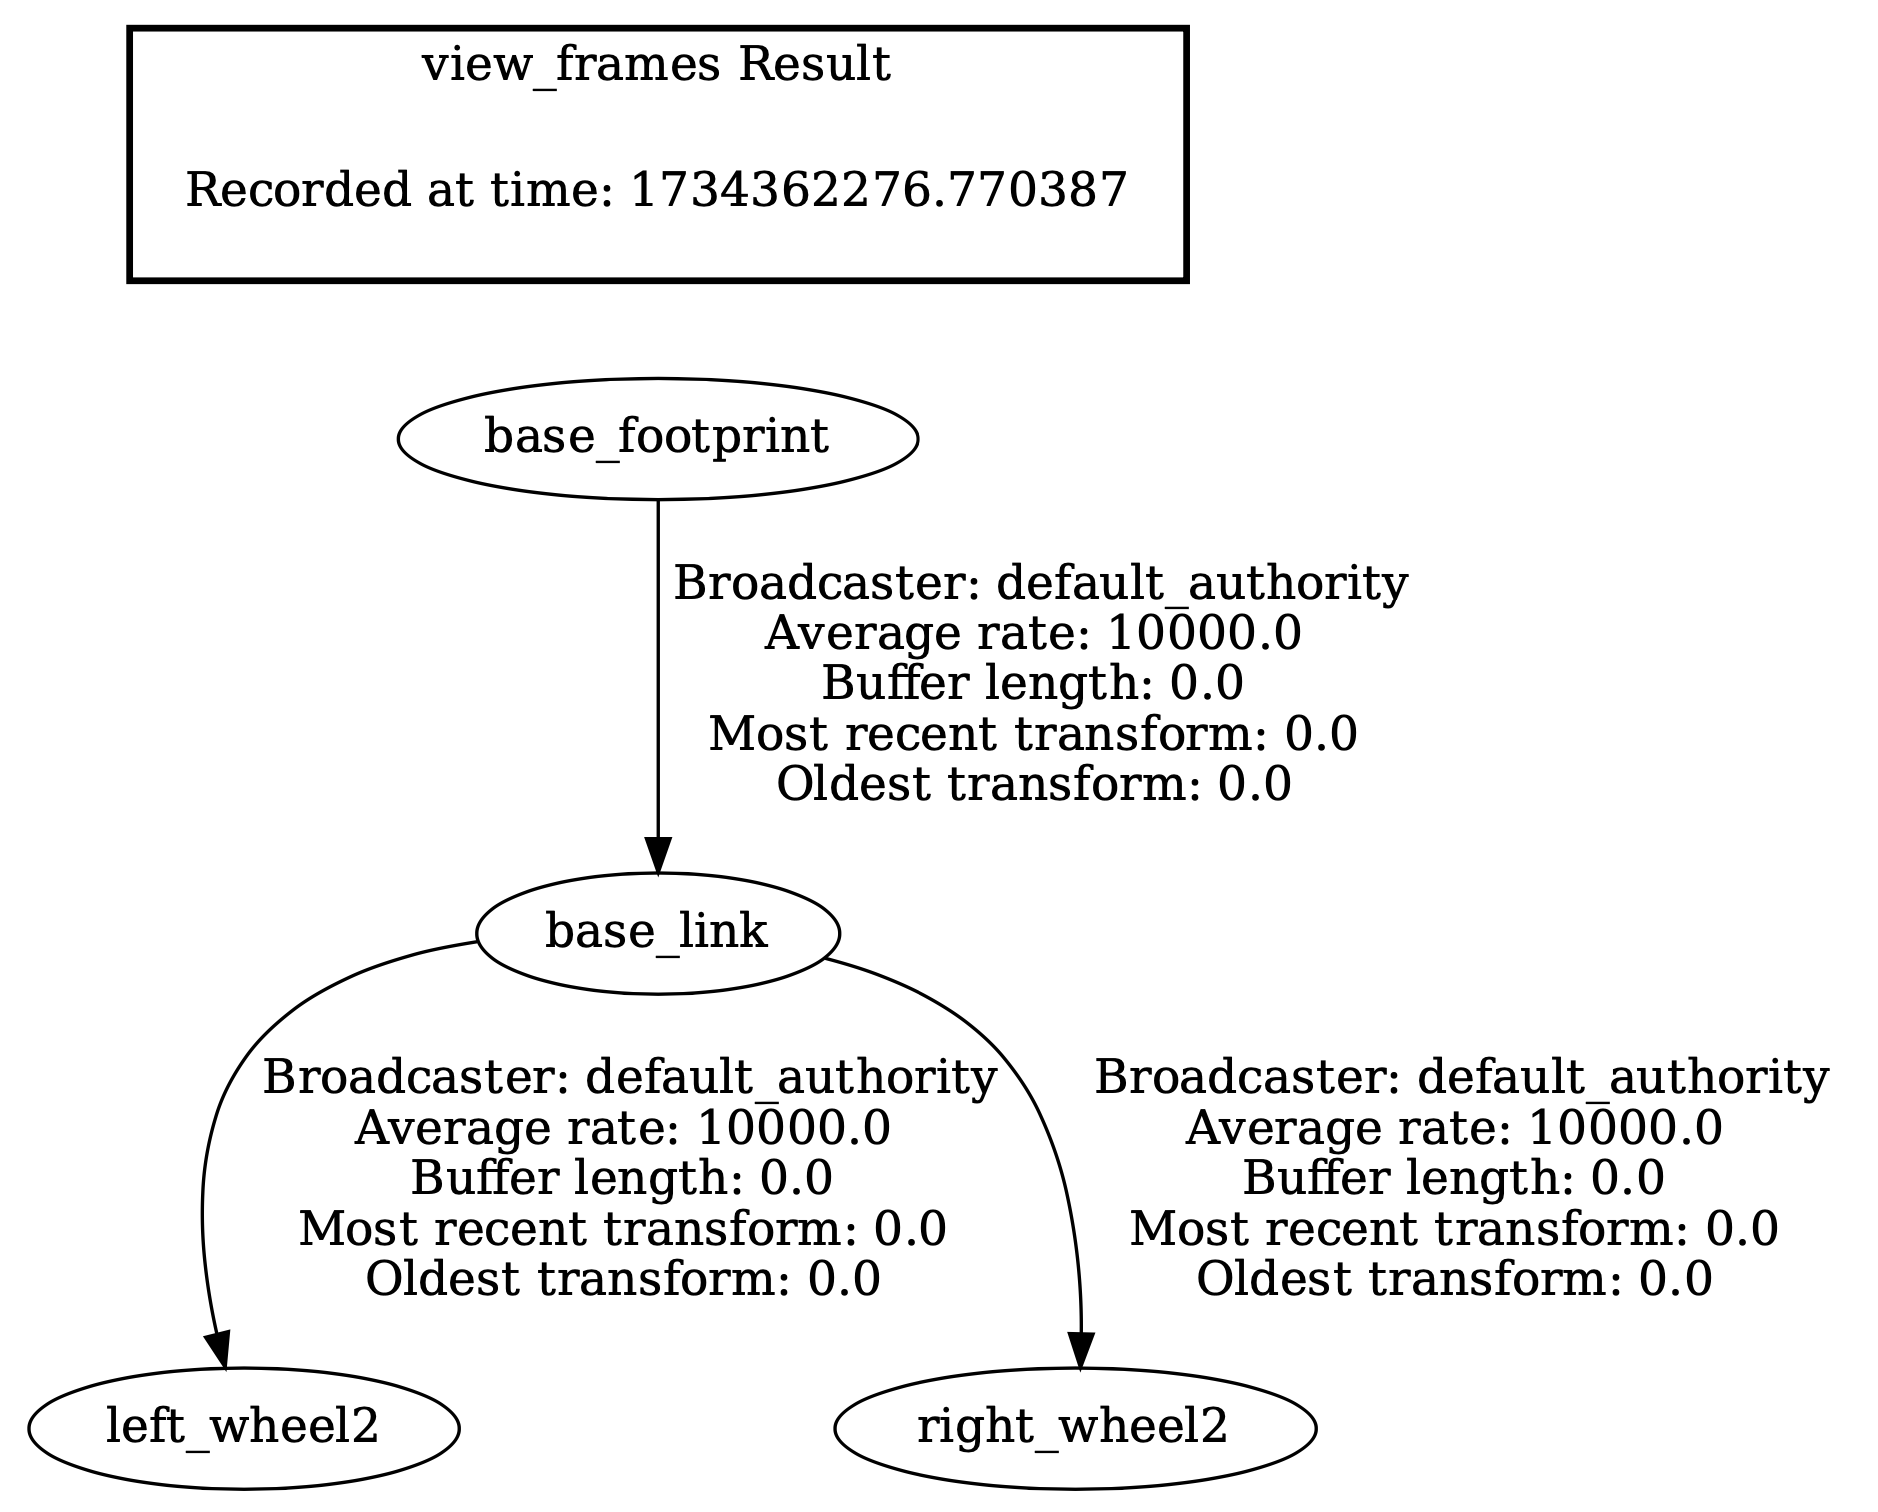 view_frames Result
Recorded at time: 1734362276.770387
base_footprint
Broadcaster: default_authority
Average rate: 10000.0
Buffer length: 0.0
Most recent transform: 0.0
Oldest transform: 0.0
base_link
Broadcaster: default_authority
Average rate: 10000.0
Buffer length: 0.0
Most recent transform: 0.0
Oldest transform: 0.0
Broadcaster: default_authority
Average rate: 10000.0
Buffer length: 0.0
Most recent transform: 0.0
Oldest transform: 0.0
left_wheel2
right_wheel2